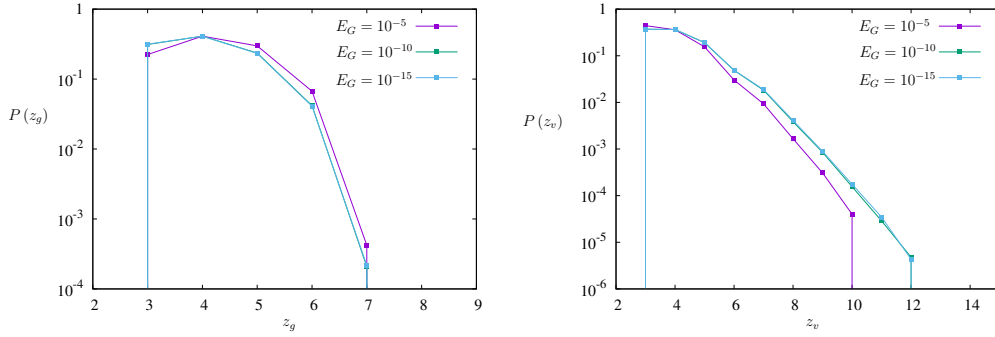 10⁰
10⁻¹
10⁻²
10⁻³
10⁻⁴
P (z_g)
2 3 4 5 6 7 8 9
z_g
E_G = 10⁻⁵
E_G = 10⁻¹⁰
E_G = 10⁻¹⁵
10⁰
10⁻¹
10⁻²
10⁻³
10⁻⁴
10⁻⁵
10⁻⁶
P (z_v)
2 4 6 8 10 12 14
z_v
E_G = 10⁻⁵
E_G = 10⁻¹⁰
E_G = 10⁻¹⁵